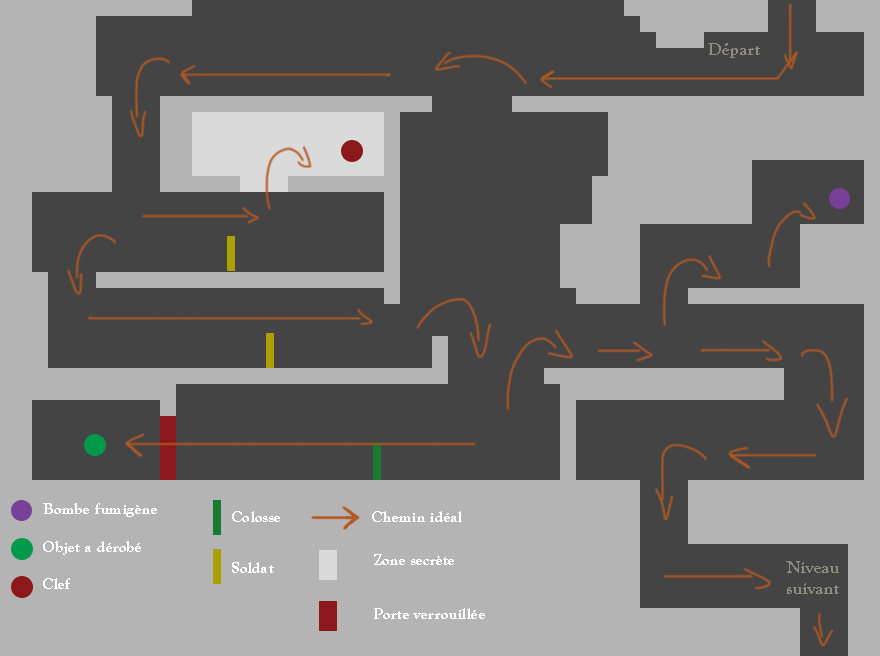 Départ
Niveau
suivant
Bombe fumigène
Objet a dérobé
Clef
Colosse
Soldat
Chemin idéal
Zone secrète
Porte verrouillée